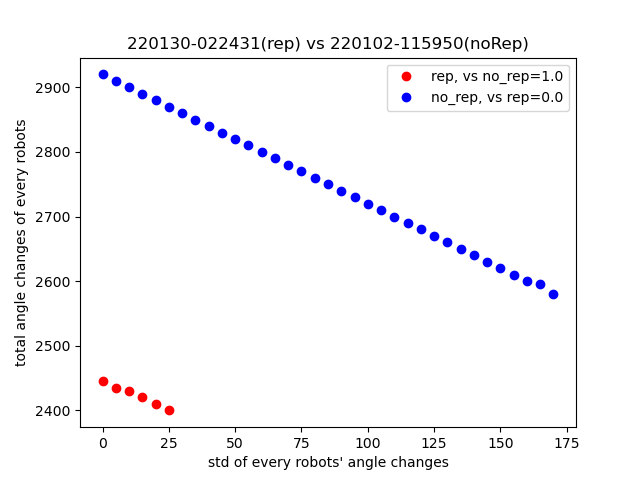 220130-022431(rep) vs 220102-115950(noRep)
rep, vs no_rep=1.0
no_rep, vs rep=0.0
total angle changes of every robots
2900
2800
2700
2600
2500
2400
0 25 50 75 100 125 150 175
std of every robots' angle changes